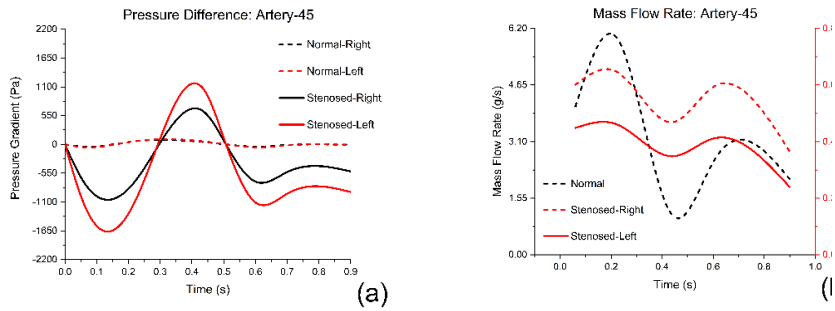 Pressure Difference: Artery-45
2200
1650
1100
550
0
-550
-1100
-1650
-2200
Pressure Gradient (Pa)
Normal-Right
Normal-Left
Stenosed-Right
Stenosed-Left
0.0 0.1 0.2 0.3 0.4 0.5 0.6 0.7 0.8 0.9
Time (s)
(a)
Mass Flow Rate: Artery-45
6.20
4.65
3.10
1.55
0.00
Mass Flow Rate (g/s)
Normal
Stenosed-Right
Stenosed-Left
0.0 0.2 0.4 0.6 0.8 1.0
Time (s)